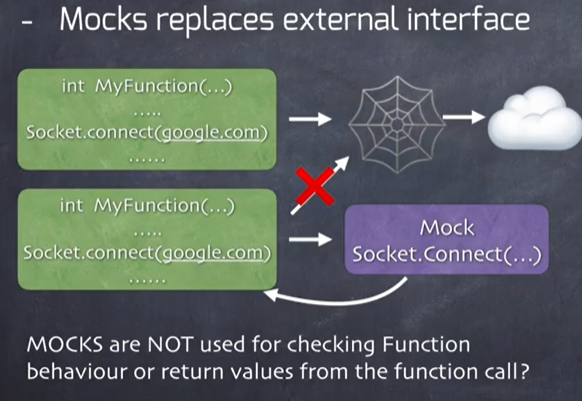 - Mocks replaces external interface
int MyFunction(...)
.....
Socket.connect(google.com)
......
int MyFunction(...)
.....
Socket.connect(google.com)
......
Mock
Socket.Connect(...)
MOCKS are NOT used for checking Function
behaviour or return values from the function call?